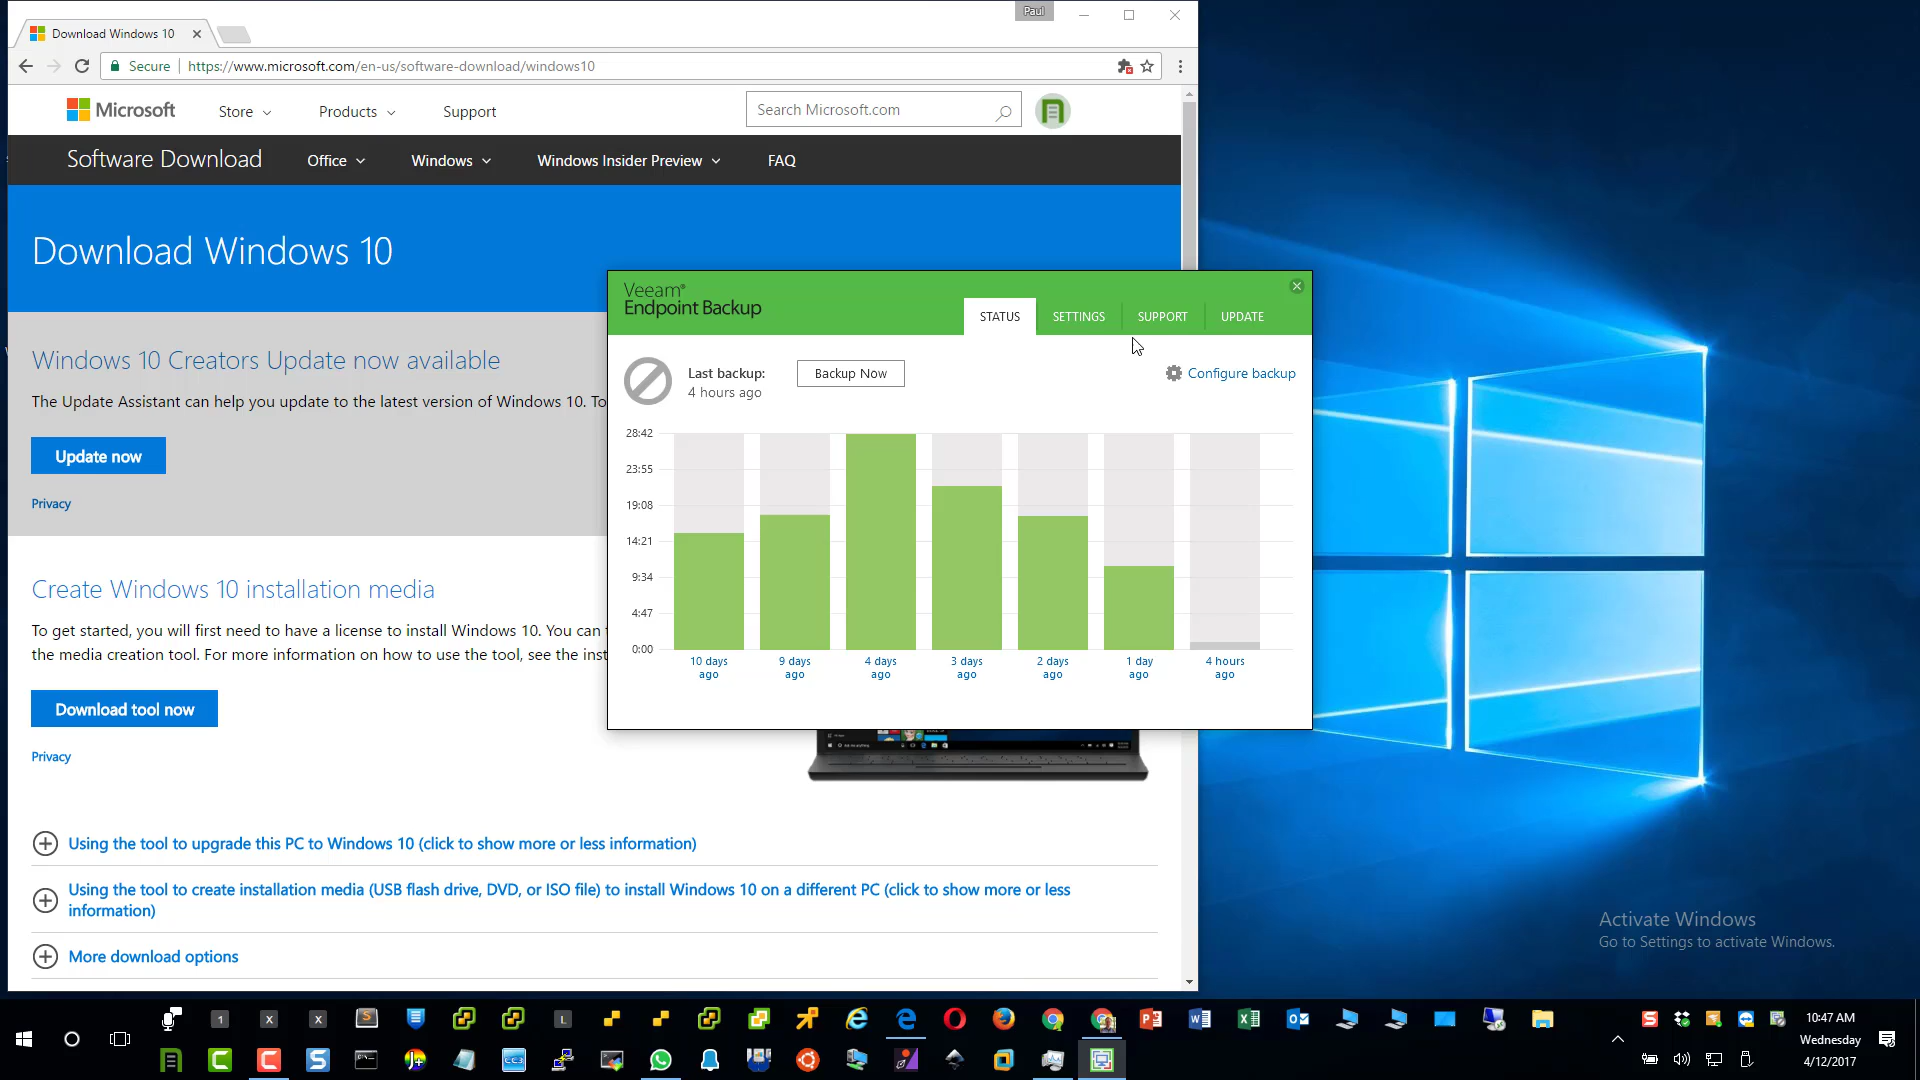 Paul
Download Windows 10
Secure
https://www.microsoft.com/en-us/software-download/windows10
Microsoft
Store
Products
Support
Search Microsoft.com
Software Download
Office
Windows
Windows Insider Preview
FAQ
Download Windows 10
Windows 10 Creators Update now available
The Update Assistant can help you update to the latest version of Windows 10. To
Update now
Privacy
Create Windows 10 installation media
To get started, you will first need to have a license to install Windows 10. You can
the media creation tool. For more information on how to use the tool, see the
Download tool now
Privacy
Using the tool to upgrade this PC to Windows 10 (click to show more or less information)
Using the tool to create installation media (USB flash drive, DVD, or ISO file) to install Windows 10 on a different PC (click to show more or less
information)
More download options
Veeam®
Endpoint Backup
STATUS
SETTINGS
SUPPORT
UPDATE
Last backup:
4 hours ago
Backup Now
Configure backup
28:42
23:55
19:08
14:21
9:34
4:47
0:00
10 days
ago
9 days
ago
4 days
ago
3 days
ago
2 days
ago
1 day
ago
4 hours
ago
Activate Windows
Go to Settings to activate Windows.
10:47 AM
Wednesday
4/12/2017